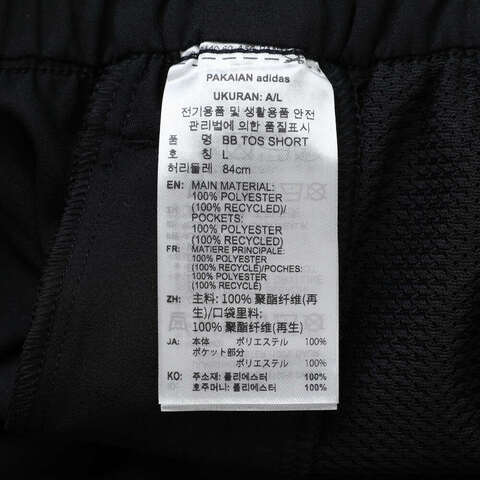 PAKAIAN adidas
UKURAN: A/L
전기용품 및 생활용품 안전
관리법에 의한 품질표시
품 명 BB TOS SHORT
호 칭 L
허리둘레 84cm
EN: MAIN MATERIAL:
100% POLYESTER
(100% RECYCLED)/
POCKETS:
100% POLYESTER
(100% RECYCLED)
FR: MATIERE PRINCIPALE:
100% POLYESTER
(100% RECYCLÉ)/POCHES:
100% POLYESTER
(100% RECYCLÉ)
ZH: 主料: 100% 聚酯纤维(再
生)/口袋里料:
100% 聚酯纤维(再生)
JA: 本体 ポリエステル 100%
ポケット部分
ポリエステル 100%
KO: 주소재: 폴리에스터 100%
호주머니: 폴리에스터 100%